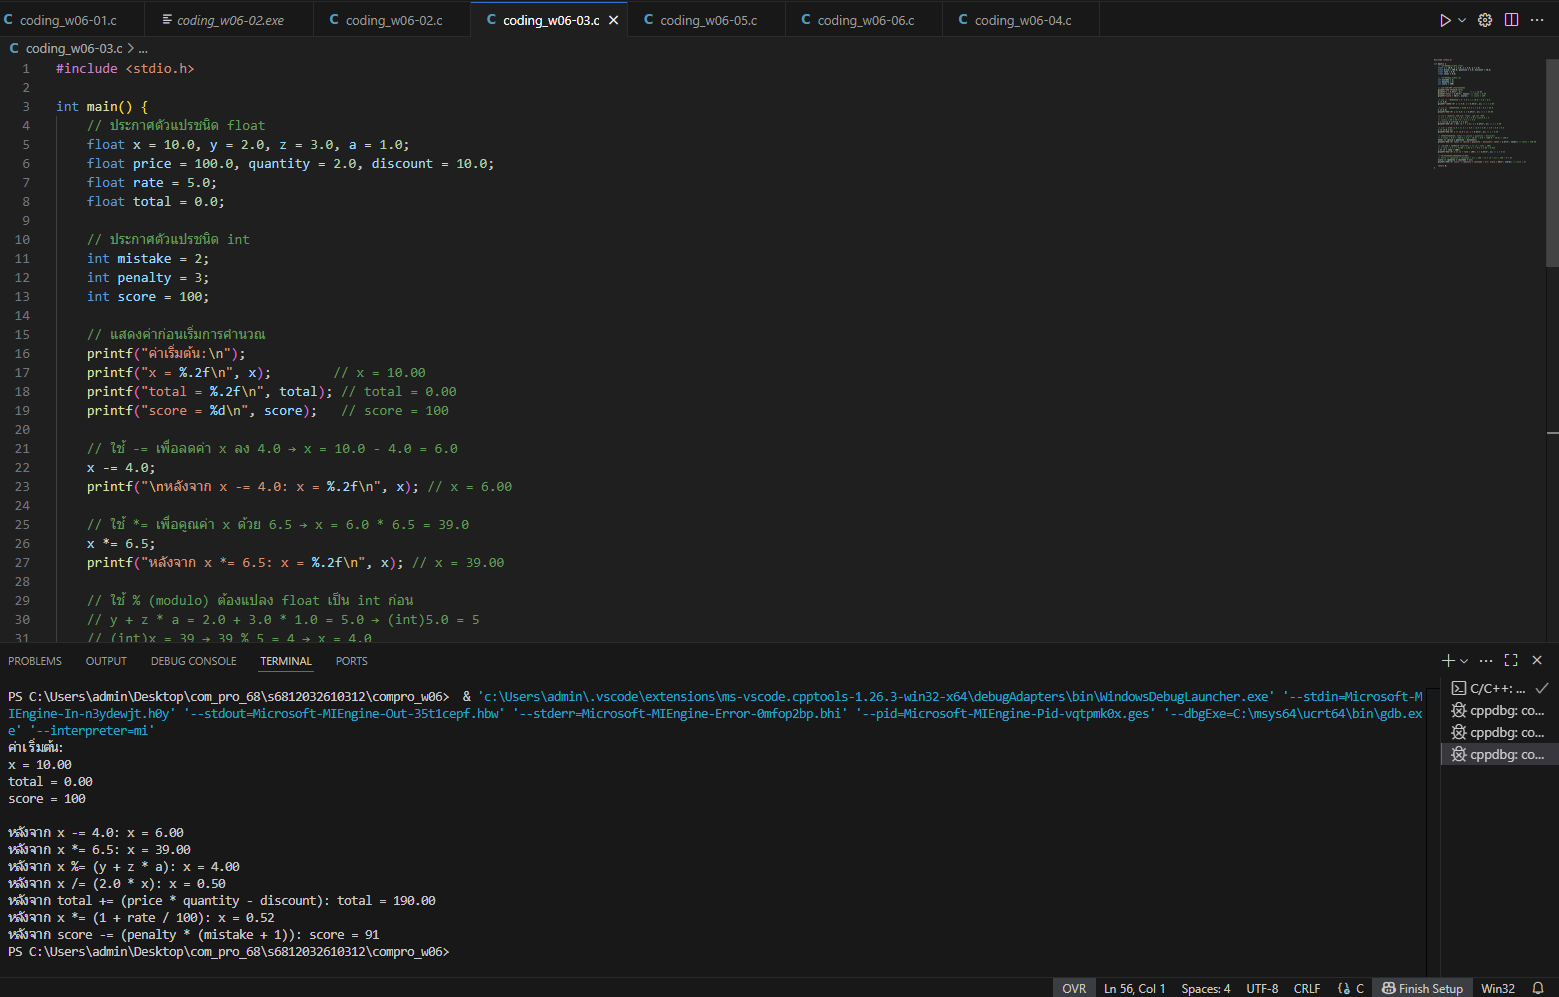 coding_w06-01.c
coding_w06-02.exe
coding_w06-02.c
coding_w06-03.c
coding_w06-05.c
coding_w06-06.c
coding_w06-04.c
C coding_w06-03.c > ...
1 #include <stdio.h>
2
3 int main() {
4 // ประกาศตัวแปรชนิด float
5 float x = 10.0, y = 2.0, z = 3.0, a = 1.0;
6 float price = 100.0, quantity = 2.0, discount = 10.0;
7 float rate = 5.0;
8 float total = 0.0;
9
10 // ประกาศตัวแปรชนิด int
11 int mistake = 2;
12 int penalty = 3;
13 int score = 100;
14
15 // แสดงค่าก่อนเริ่มการคำนวณ
16 printf("ค่าเริ่มต้น:\n");
17 printf("x = %.2f\n", x); // x = 10.00
18 printf("total = %.2f\n", total); // total = 0.00
19 printf("score = %d\n", score); // score = 100
20
21 // ใช้ -= เพื่อลดค่า x ลง 4.0 → x = 10.0 - 4.0 = 6.0
22 x -= 4.0;
23 printf("\nหลังจาก x -= 4.0: x = %.2f\n", x); // x = 6.00
24
25 // ใช้ *= เพื่อคูณค่า x ด้วย 6.5 → x = 6.0 * 6.5 = 39.0
26 x *= 6.5;
27 printf("หลังจาก x *= 6.5: x = %.2f\n", x); // x = 39.00
28
29 // ใช้ % (modulo) ต้องแปลง float เป็น int ก่อน
30 // y + z * a = 2.0 + 3.0 * 1.0 = 5.0 → (int)5.0 = 5
31 // (int)x = 39 → 39 % 5 = 4 → x = 4.0
PROBLEMS OUTPUT DEBUG CONSOLE TERMINAL PORTS
PS C:\Users\admin\Desktop\com_pro_68\s6812032610312\compro_w06> & 'c:\Users\admin\.vscode\extensions\ms-vscode.cpptools-1.26.3-win32-x64\debugAdapters\bin\WindowsDebugLauncher.exe' '--stdin=Microsoft-M
IEngine-In-n3ydewjt.h0y' '--stdout=Microsoft-MIEngine-Out-35t1cepf.hbw' '--stderr=Microsoft-MIEngine-Error-0mfop2bp.bhi' '--pid=Microsoft-MIEngine-Pid-vqtpmk0x.ges' '--dbgExe=C:\msys64\ucrt64\bin\gdb.ex
e' '--interpreter=mi'
ค่าเริ่มต้น:
x = 10.00
total = 0.00
score = 100
หลังจาก x -= 4.0: x = 6.00
หลังจาก x *= 6.5: x = 39.00
หลังจาก x %= (y + z * a): x = 4.00
หลังจาก x /= (2.0 * x): x = 0.50
หลังจาก total += (price * quantity - discount): total = 190.00
หลังจาก x *= (1 + rate / 100): x = 0.52
หลังจาก score -= (penalty * (mistake + 1)): score = 91
PS C:\Users\admin\Desktop\com_pro_68\s6812032610312\compro_w06>
C/C++: ...
cppdbg: co...
cppdbg: co...
cppdbg: co...
OVR Ln 56, Col 1 Spaces: 4 UTF-8 CRLF {} C Finish Setup Win32